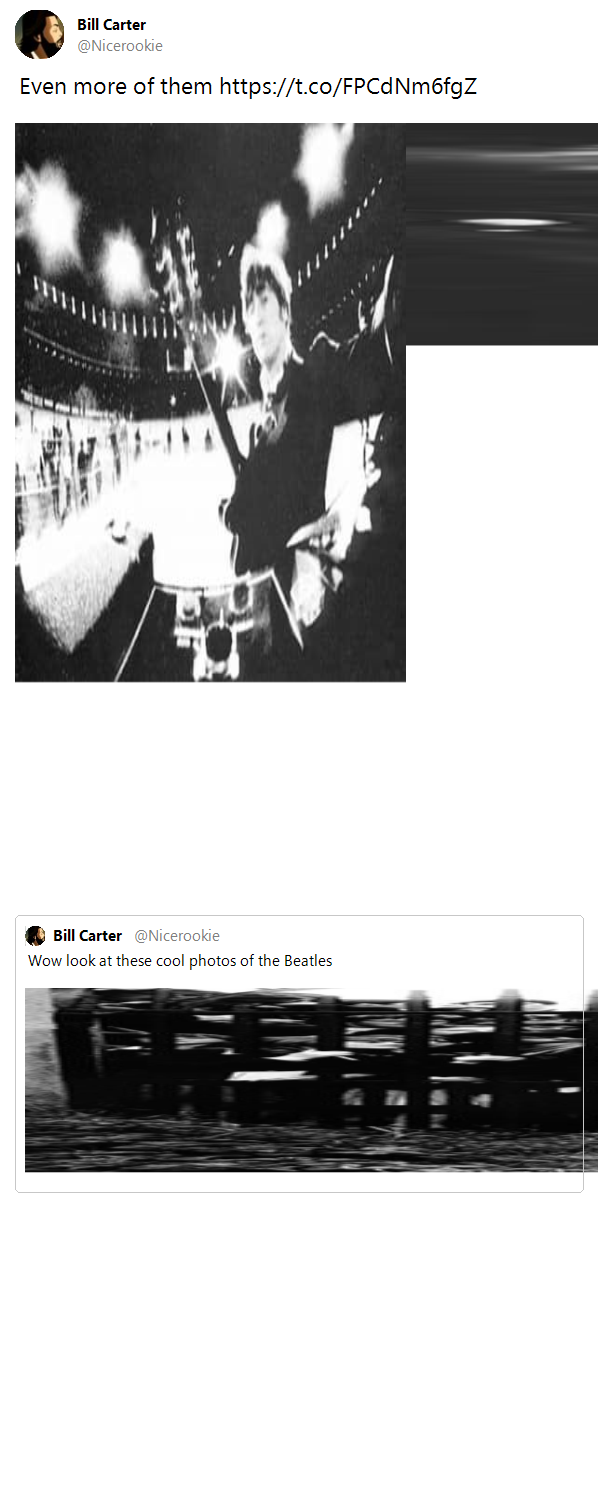 Bill Carter
@Nicerookie
Even more of them https://t.co/FPCdNm6fgZ
Bill Carter @Nicerookie
Wow look at these cool photos of the Beatles